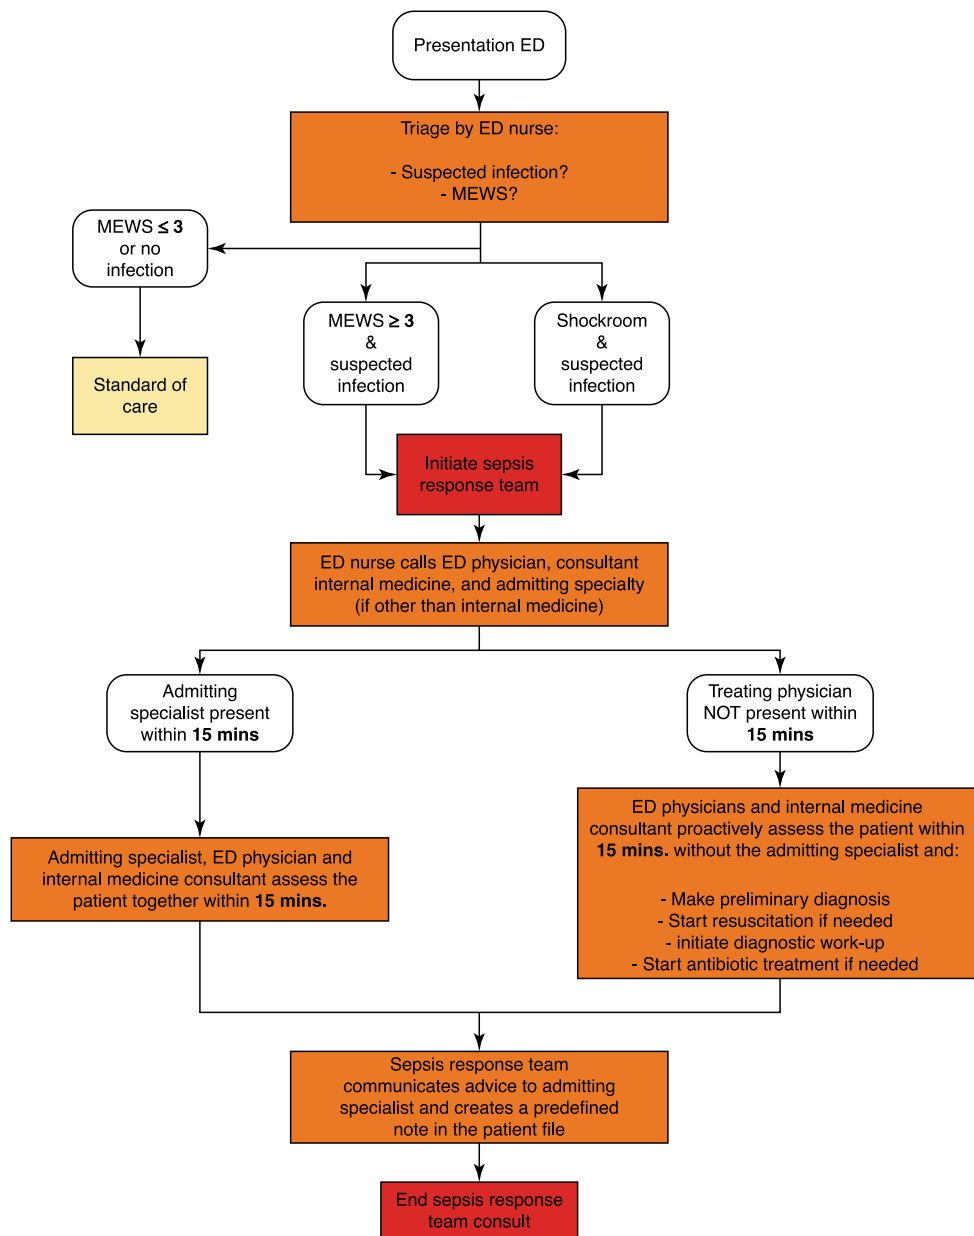 Presentation ED
Triage by ED nurse:
- Suspected infection?
- MEWS?
MEWS ≤ 3
or no
infection
MEWS ≥ 3
&
suspected
infection
Shockroom
&
suspected
infection
Standard of
care
Initiate sepsis
response team
ED nurse calls ED physician, consultant
internal medicine, and admitting specialty
(if other than internal medicine)
Admitting
specialist present
within 15 mins
Treating physician
NOT present within
15 mins
Admitting specialist, ED physician and
internal medicine consultant assess the
patient together within 15 mins.
ED physicians and internal medicine
consultant proactively assess the patient within
15 mins. without the admitting specialist and:
- Make preliminary diagnosis
- Start resuscitation if needed
- initiate diagnostic work-up
- Start antibiotic treatment if needed
Sepsis response team
communicates advice to admitting
specialist and creates a predefined
note in the patient file
End sepsis response
team consult